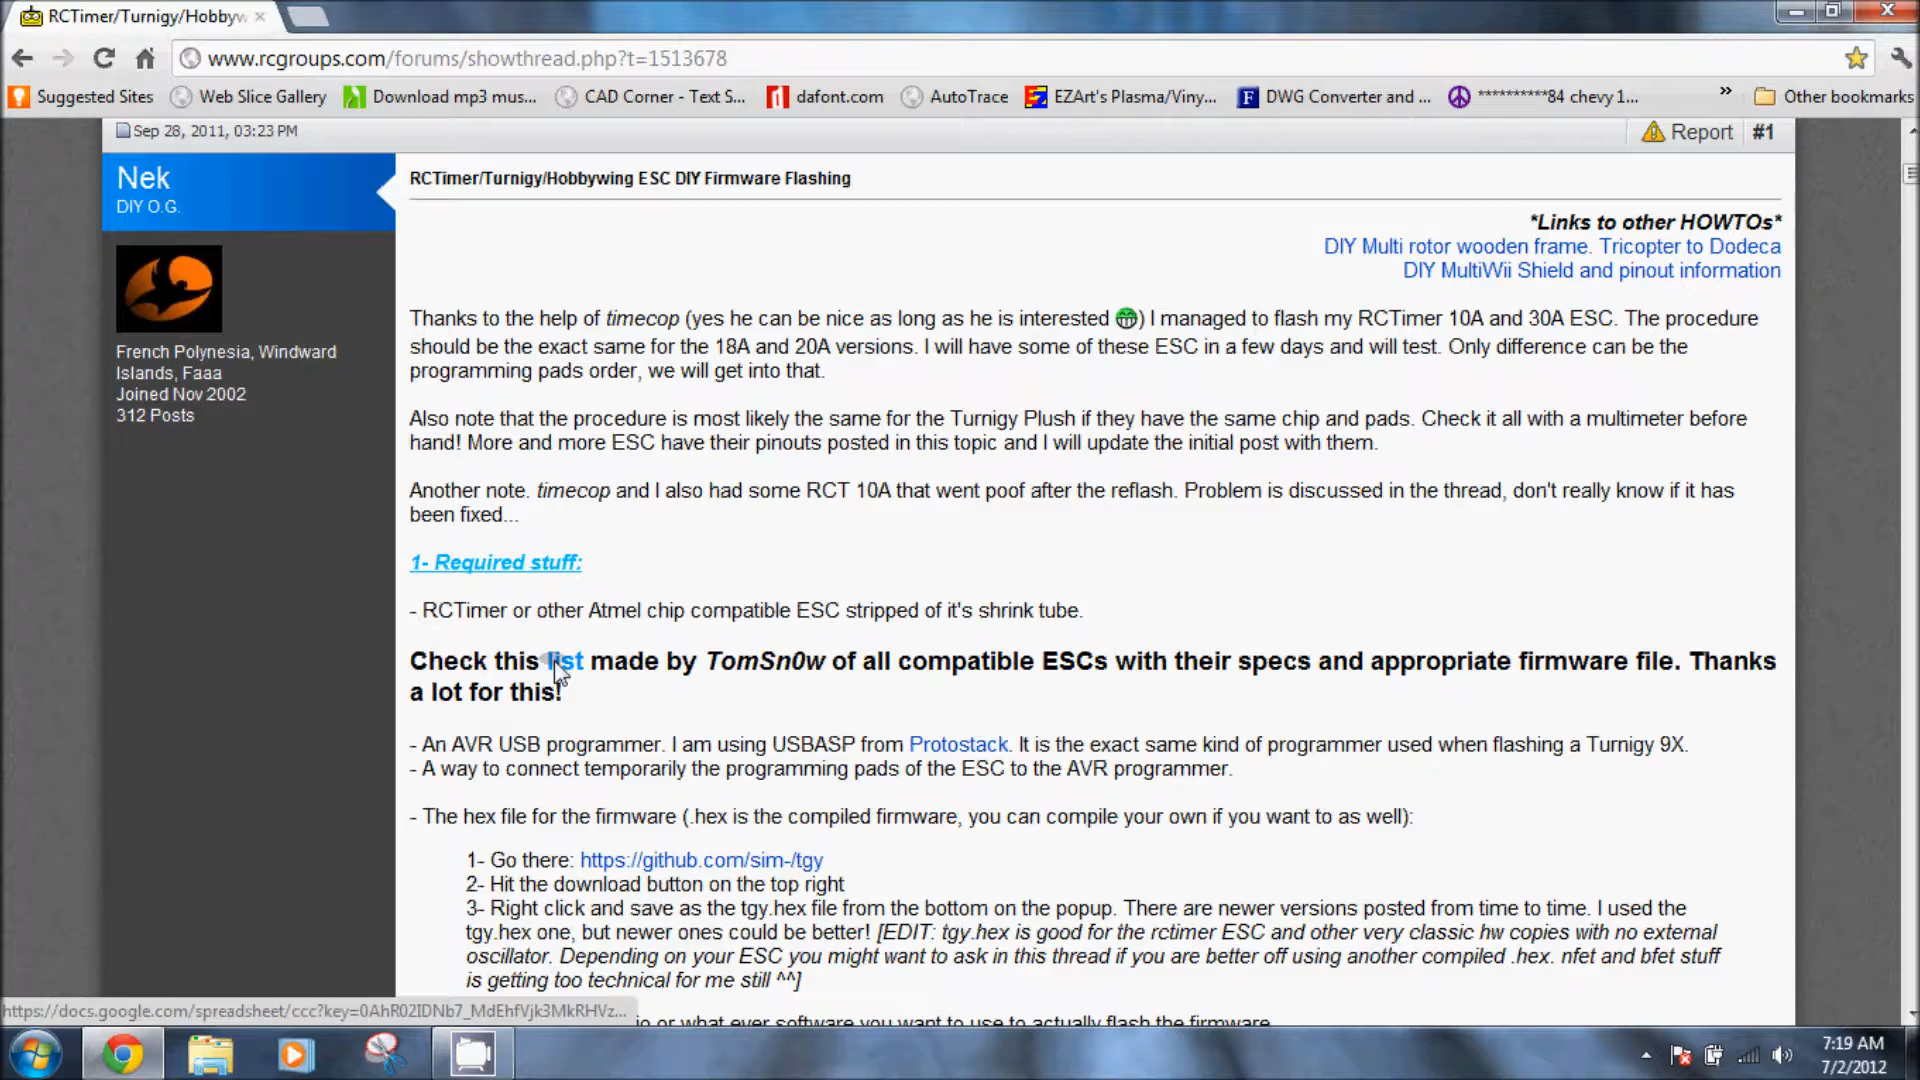 RCTimer/Turnigy/Hobbyw
www.rcgroups.com/forums/showthread.php?t=1513678
Suggested Sites Web Slice Gallery Download mp3 mus... CAD Corner - Text S... dafont.com AutoTrace EZArt's Plasma/Viny... DWG Converter and ... **********84 chevy 1... » Other bookmarks
Sep 28, 2011, 03:23 PM Report #1
Nek
DIY O.G.
French Polynesia, Windward
Islands, Faaa
Joined Nov 2002
312 Posts
RCTimer/Turnigy/Hobbywing ESC DIY Firmware Flashing
*Links to other HOWTOs*
DIY Multi rotor wooden frame. Tricopter to Dodeca
DIY MultiWii Shield and pinout information
Thanks to the help of timecop (yes he can be nice as long as he is interested ) I managed to flash my RCTimer 10A and 30A ESC. The procedure
should be the exact same for the 18A and 20A versions. I will have some of these ESC in a few days and will test. Only difference can be the
programming pads order, we will get into that.
Also note that the procedure is most likely the same for the Turnigy Plush if they have the same chip and pads. Check it all with a multimeter before
hand! More and more ESC have their pinouts posted in this topic and I will update the initial post with them.
Another note. timecop and I also had some RCT 10A that went poof after the reflash. Problem is discussed in the thread, don't really know if it has
been fixed...
1- Required stuff:
- RCTimer or other Atmel chip compatible ESC stripped of it's shrink tube.
Check this list made by TomSn0w of all compatible ESCs with their specs and appropriate firmware file. Thanks
a lot for this!
- An AVR USB programmer. I am using USBASP from Protostack. It is the exact same kind of programmer used when flashing a Turnigy 9X.
- A way to connect temporarily the programming pads of the ESC to the AVR programmer.
- The hex file for the firmware (.hex is the compiled firmware, you can compile your own if you want to as well):
1- Go there: https://github.com/sim-/tgy
2- Hit the download button on the top right
3- Right click and save as the tgy.hex file from the bottom on the popup. There are newer versions posted from time to time. I used the
tgy.hex one, but newer ones could be better! [EDIT: tgy.hex is good for the rctimer ESC and other very classic hw copies with no external
oscillator. Depending on your ESC you might want to ask in this thread if you are better off using another compiled .hex. nfet and bfet stuff
is getting too technical for me still ^^]
https://docs.google.com/spreadsheet/ccc?key=0AhR02IDNb7_MdEhfVjk3MkRHVz...
io or what ever software you want to use to actually flash the firmware
7:19 AM
7/2/2012